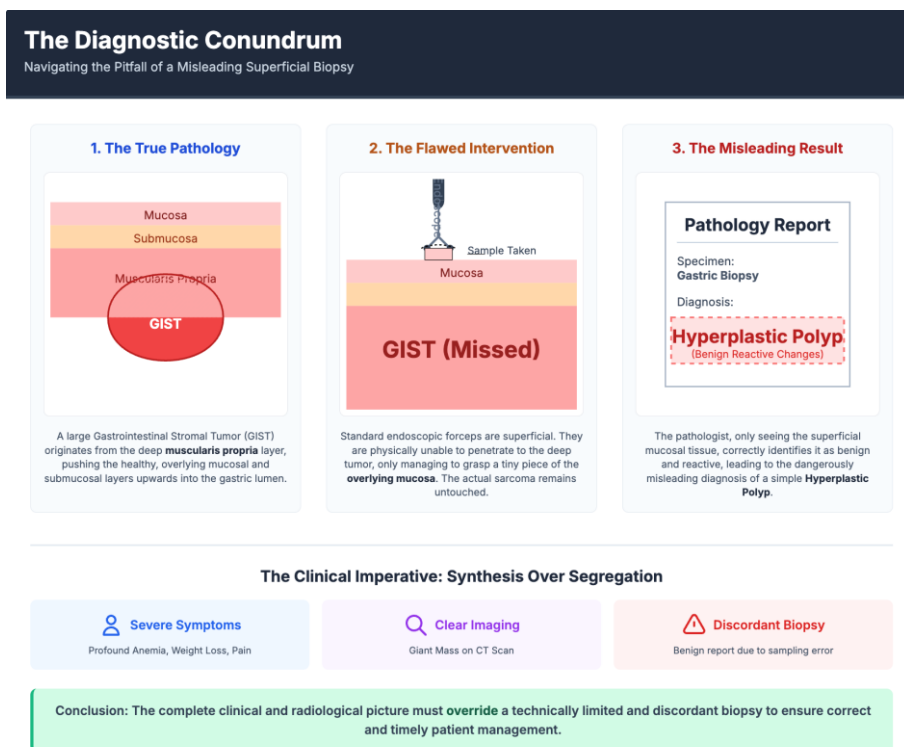 The Diagnostic Conundrum
Navigating the Pitfall of a Misleading Superficial Biopsy
1. The True Pathology
Mucosa
Submucosa
Muscularis Propria
GIST
A large Gastrointestinal Stromal Tumor (GIST)
originates from the deep muscularis propria layer,
pushing the healthy, overlying mucosal and
submucosal layers upwards into the gastric lumen.
2. The Flawed Intervention
Sample Taken
Mucosa
GIST (Missed)
Standard endoscopic forceps are superficial. They
are physically unable to penetrate to the deep
tumor, only managing to grasp a tiny piece of the
overlying mucosa. The actual sarcoma remains
untouched.
3. The Misleading Result
Pathology Report
Specimen:
Gastric Biopsy
Diagnosis:
Hyperplastic Polyp
(Benign Reactive Changes)
The pathologist, only seeing the superficial
mucosal tissue, correctly identifies it as benign
and reactive, leading to the dangerously
misleading diagnosis of a simple Hyperplastic
Polyp.
The Clinical Imperative: Synthesis Over Segregation
Severe Symptoms
Profound Anemia, Weight Loss, Pain
Clear Imaging
Giant Mass on CT Scan
Discordant Biopsy
Benign report due to sampling error
Conclusion: The complete clinical and radiological picture must override a technically limited and discordant biopsy to ensure correct
and timely patient management.